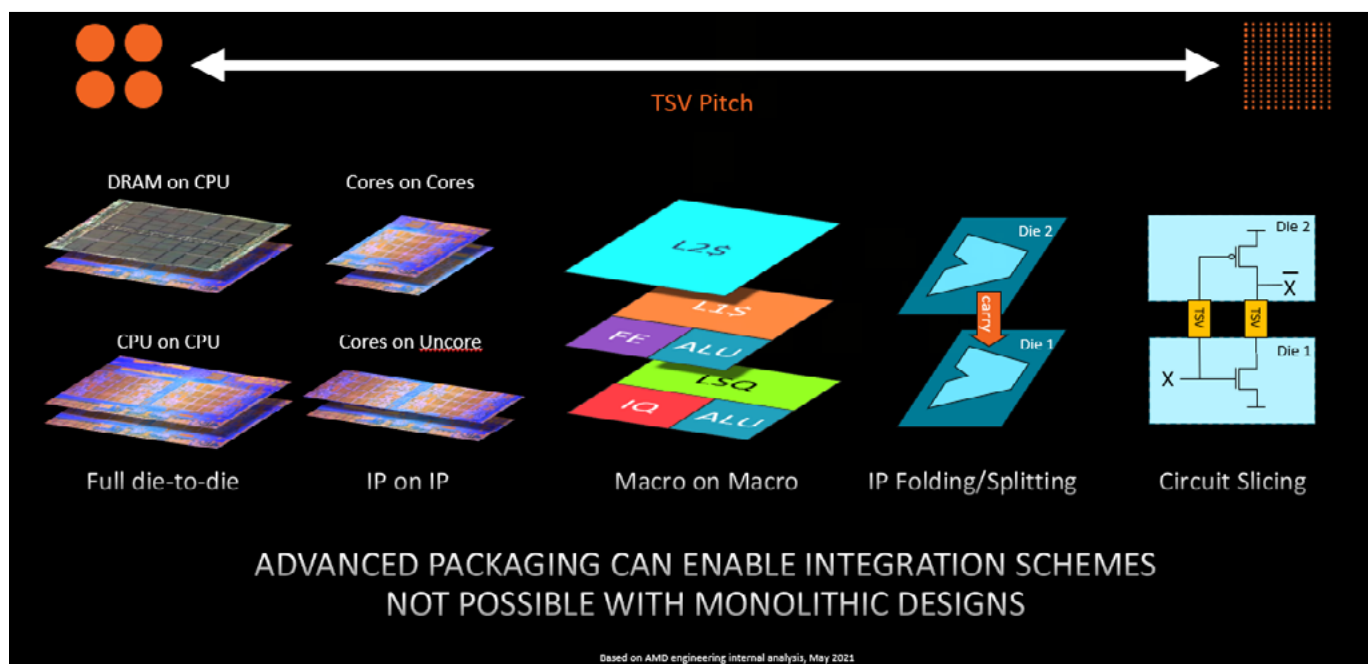 TSV Pitch
DRAM on CPU
Cores on Cores
CPU on CPU
Cores on Uncore
L2$
L1$
FE
ALU
LSQ
IQ
ALU
Die 2
carry
Die 1
Die 2
X̅
TSV
TSV
Die 1
X
Full die-to-die
IP on IP
Macro on Macro
IP Folding/Splitting
Circuit Slicing
ADVANCED PACKAGING CAN ENABLE INTEGRATION SCHEMES
NOT POSSIBLE WITH MONOLITHIC DESIGNS
Based on AMD engineering internal analysis, May 2021